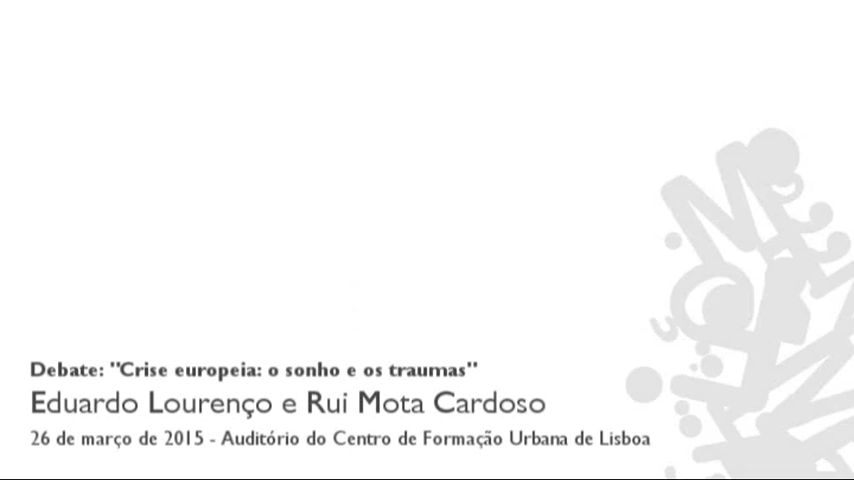 Debate: "Crise europeia: o sonho e os traumas"
Eduardo Lourenço e Rui Mota Cardoso
26 de março de 2015 - Auditório do Centro de Formação Urbana de Lisboa